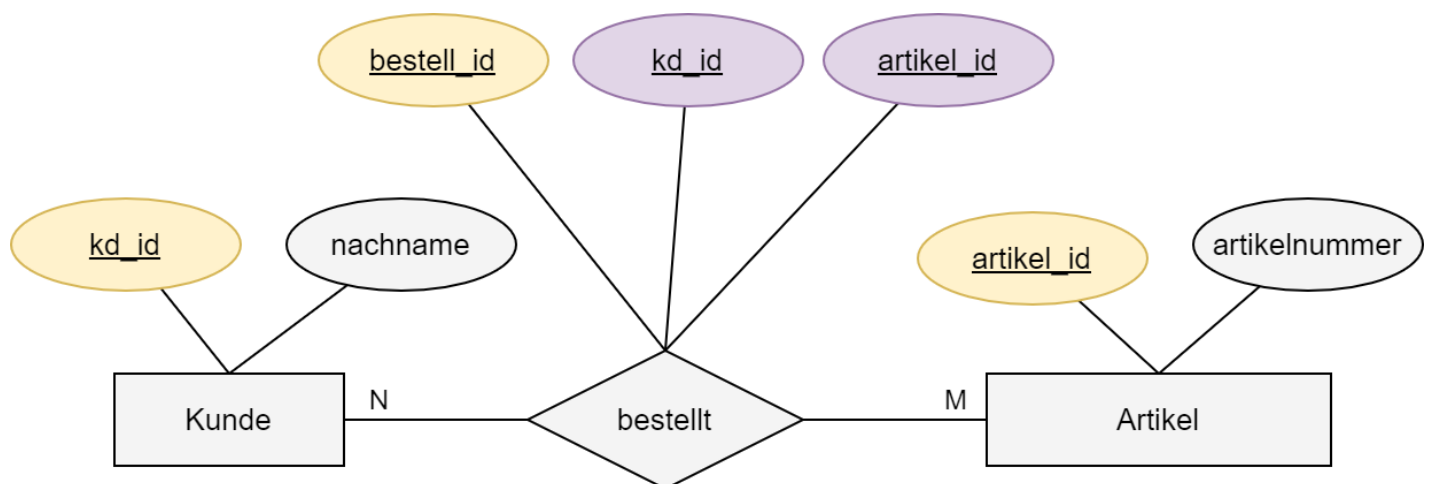 bestell_id
kd_id
artikel_id
kd_id
nachname
artikel_id
artikelnummer
Kunde
N
bestellt
M
Artikel